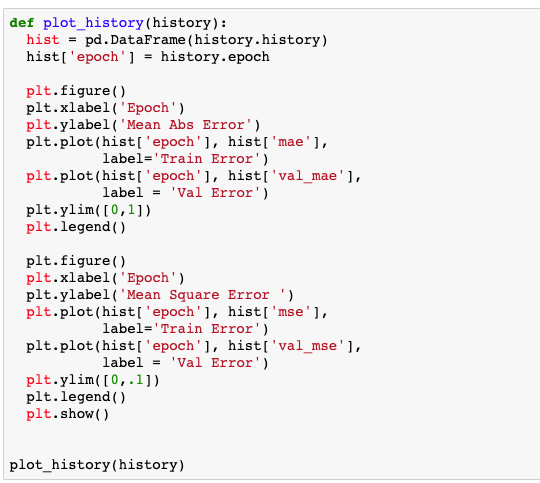 def plot_history(history):
  hist = pd.DataFrame(history.history)
  hist['epoch'] = history.epoch

  plt.figure()
  plt.xlabel('Epoch')
  plt.ylabel('Mean Abs Error')
  plt.plot(hist['epoch'], hist['mae'],
           label='Train Error')
  plt.plot(hist['epoch'], hist['val_mae'],
           label = 'Val Error')
  plt.ylim([0,1])
  plt.legend()

  plt.figure()
  plt.xlabel('Epoch')
  plt.ylabel('Mean Square Error ')
  plt.plot(hist['epoch'], hist['mse'],
           label='Train Error')
  plt.plot(hist['epoch'], hist['val_mse'],
           label = 'Val Error')
  plt.ylim([0,.1])
  plt.legend()
  plt.show()


plot_history(history)